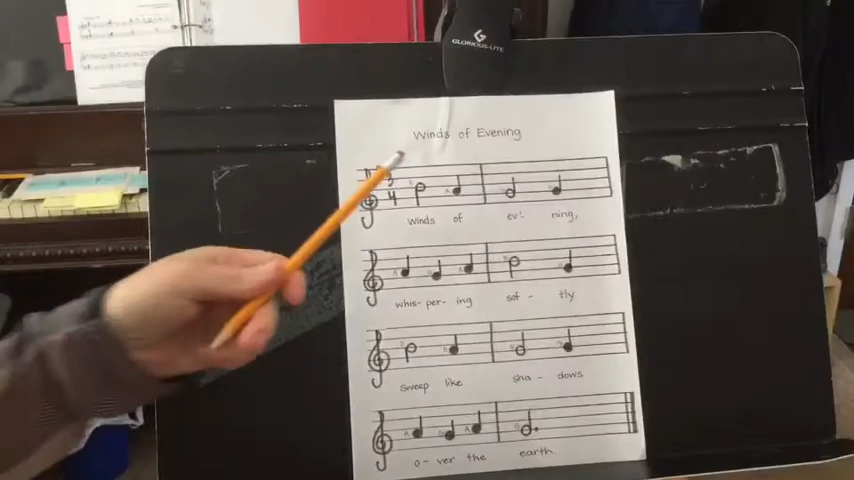 GLORIOUS-LITE
Winds of Evening
3
4
Winds of ev'- ning,
whis- per- ing sof - tly
sweep like sha - dows
o- ver the earth.